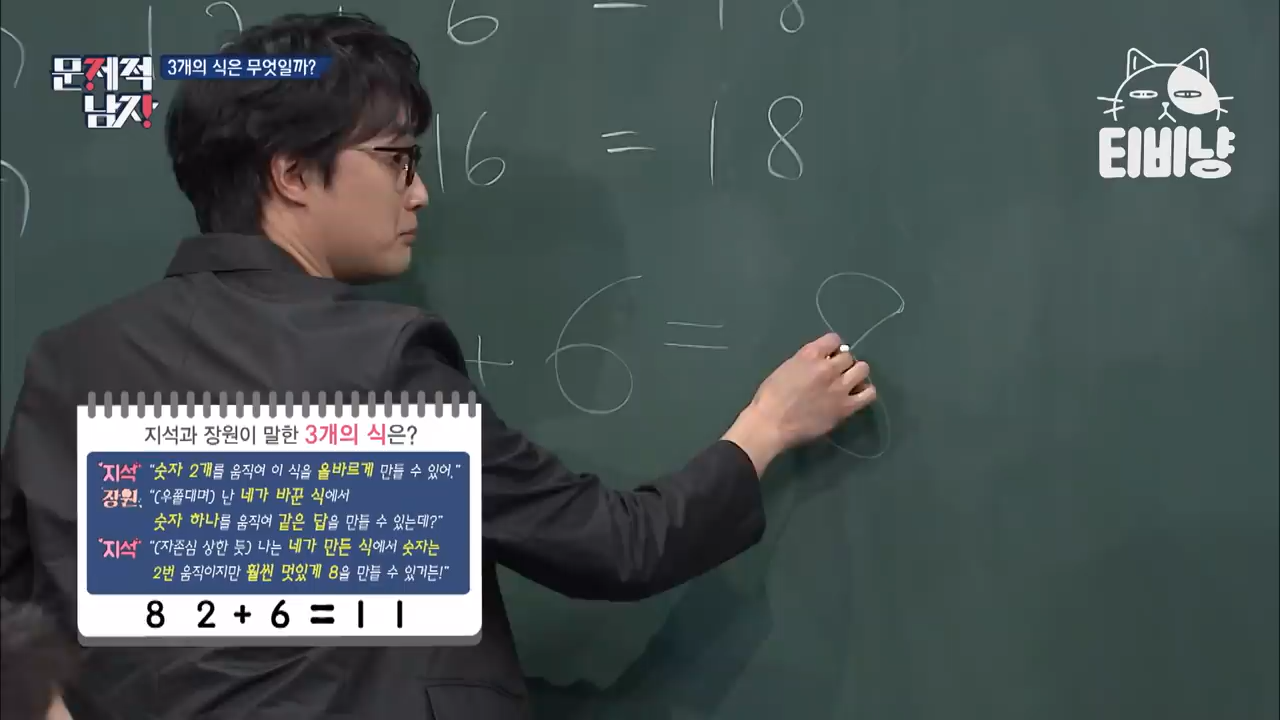 12 + 6 = 18
문제적 남자!
3개의 식은 무엇일까?
티비냥
16 = 18
+ 6 = 8
지석과 장원이 말한 3개의 식은?
"지석" "숫자 2개를 움직여 이 식을 올바르게 만들 수 있어."
장원, "(우쭐대며) 난 네가 바꾼 식에서
숫자 하나를 움직여 같은 답을 만들 수 있는데?"
"지석" "(자존심 상한 듯) 나는 네가 만든 식에서 숫자는
2번 움직이지만 훨씬 멋있게 8을 만들 수 있거든!"
8 2 + 6 = 1 1